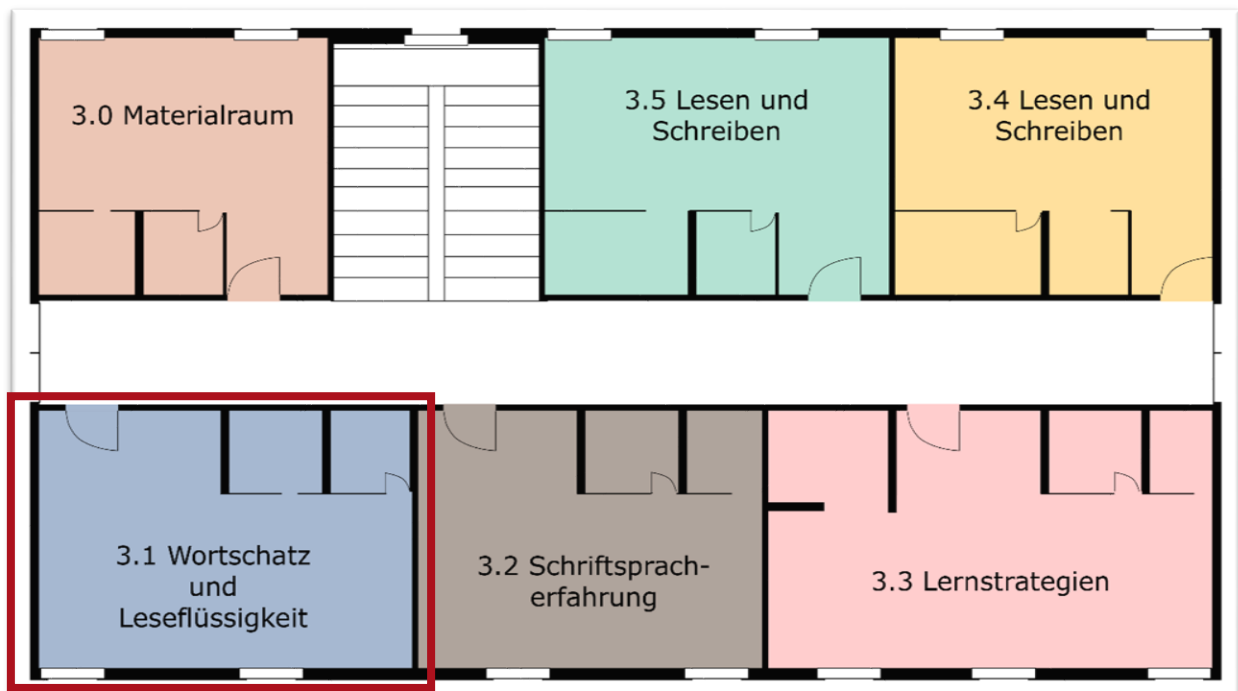 3.0 Materialraum
3.5 Lesen und
Schreiben
3.4 Lesen und
Schreiben
3.1 Wortschatz
und
Leseflüssigkeit
3.2 Schriftsprach-
erfahrung
3.3 Lernstrategien